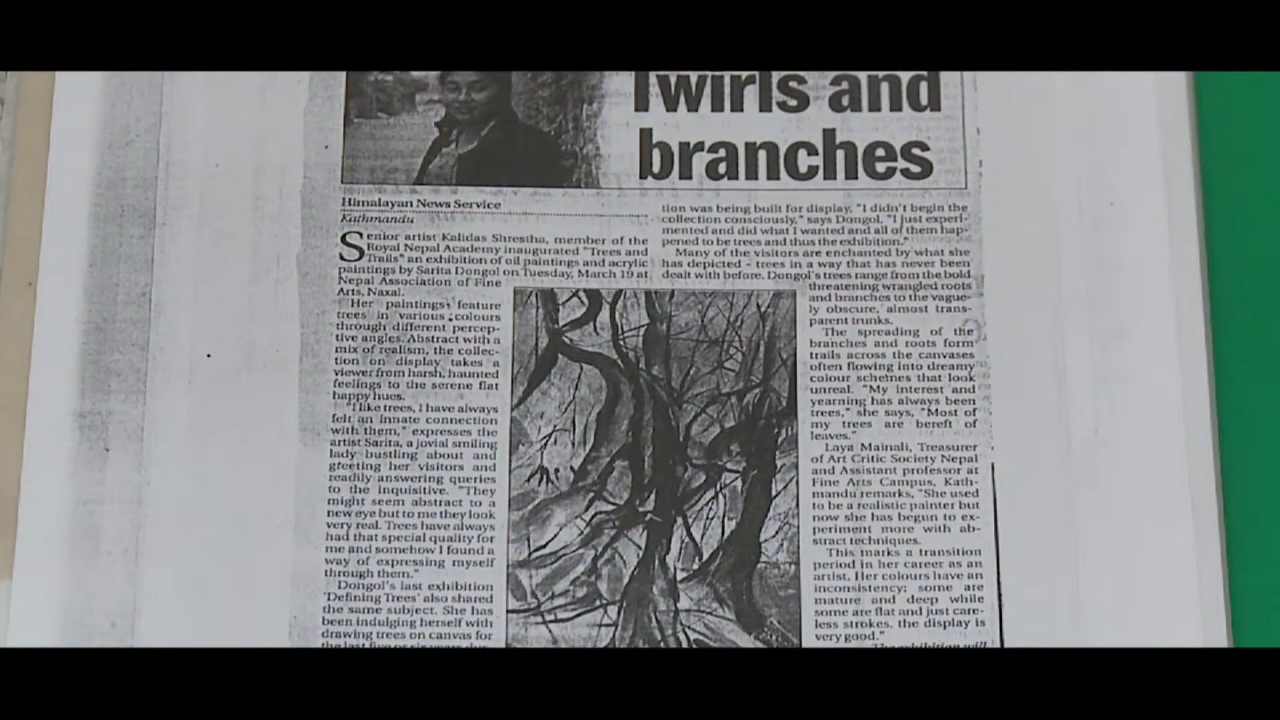 Twirls and
branches
Himalayan News Service
Kathmandu
Senior artist Kalidas Shrestha, member of the
Royal Nepal Academy inaugurated "Trees and
Trails" an exhibition of oil paintings and acrylic
paintings by Sarita Dongol on Tuesday, March 19 at
Nepal Association of Fine
Arts, Naxal.
Her paintings feature
trees in various colours
through different percep-
tive angles. Abstract with a
mix of realism, the collec-
tion on display takes a
viewer from harsh, haunted
feelings to the serene flat
happy hues.
"I like trees, I have always
felt an innate connection
with them," expresses the
artist Sarita, a jovial smiling
lady bustling about and
greeting her visitors and
readily answering queries
to the inquisitive. "They
might seem abstract to a
new eye but to me they look
very real. Trees have always
had that special quality for
me and somehow I found a
way of expressing myself
through them."
Dongol's last exhibition
'Defining Trees' also shared
the same subject. She has
been indulging herself with
drawing trees on canvas for
the last five or six years dur-
tion was being built for display. "I didn't begin the
collection consciously," says Dongol, "I just experi-
mented and did what I wanted and all of them hap-
pened to be trees and thus the exhibition."
Many of the visitors are enchanted by what she
has depicted - trees in a way that has never been
dealt with before. Dongol's trees range from the bold
threatening wrangled roots
and branches to the vague-
ly obscure, almost trans-
parent trunks.
The spreading of the
branches and roots form
trails across the canvases
often flowing into dreamy
colour schemes that look
unreal. "My interest and
yearning has always been
trees," she says, "Most of
my trees are bereft of
leaves."
Laya Mainali, Treasurer
of Art Critic Society Nepal
and Assistant professor at
Fine Arts Campus, Kath-
mandu remarks, "She used
to be a realistic painter but
now she has begun to ex-
periment more with ab-
stract techniques.
This marks a transition
period in her career as an
artist. Her colours have an
inconsistency; some are
mature and deep while
some are flat and just care-
less strokes, the display is
very good."
The exhibition will